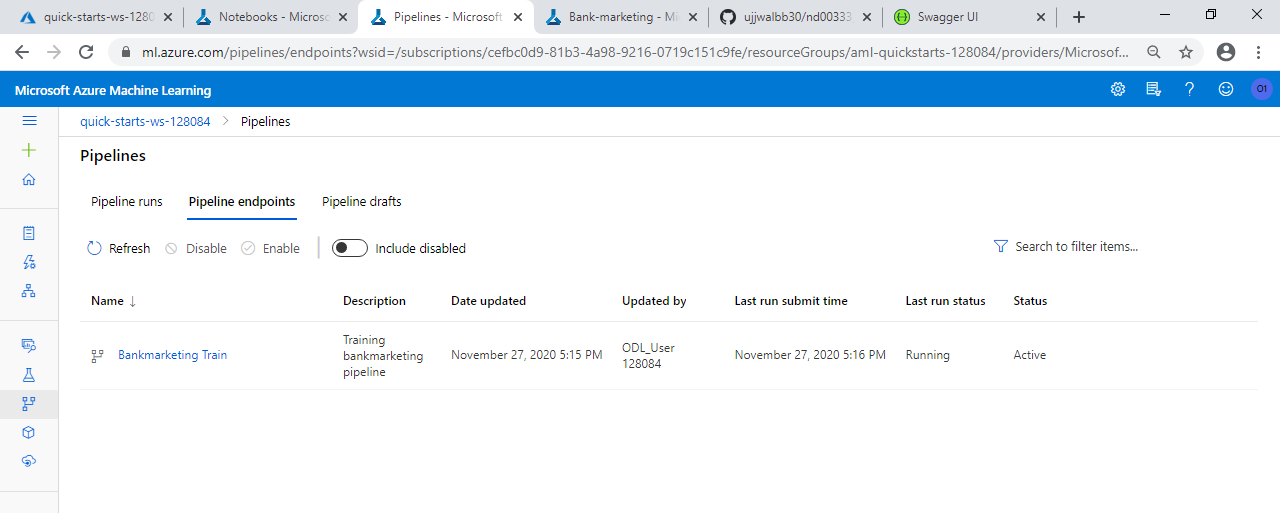 quick-starts-ws-1280
Notebooks - Microsc
Pipelines - Microsoft
Bank-marketing - Mi
ujjwalbb30/nd00333
Swagger UI
ml.azure.com/pipelines/endpoints?wsid=/subscriptions/cefbc0d9-81b3-4a98-9216-0719c151c9fe/resourceGroups/aml-quickstarts-128084/providers/Microsof...
Microsoft Azure Machine Learning
O1
quick-starts-ws-128084 Pipelines
Pipelines
Pipeline runs Pipeline endpoints Pipeline drafts
Refresh Disable Enable Include disabled Search to filter items...
Name Description Date updated Updated by Last run submit time Last run status Status
Bankmarketing Train
Training
bankmarketing
pipeline
November 27, 2020 5:15 PM
ODL_User
128084
November 27, 2020 5:16 PM
Running
Active